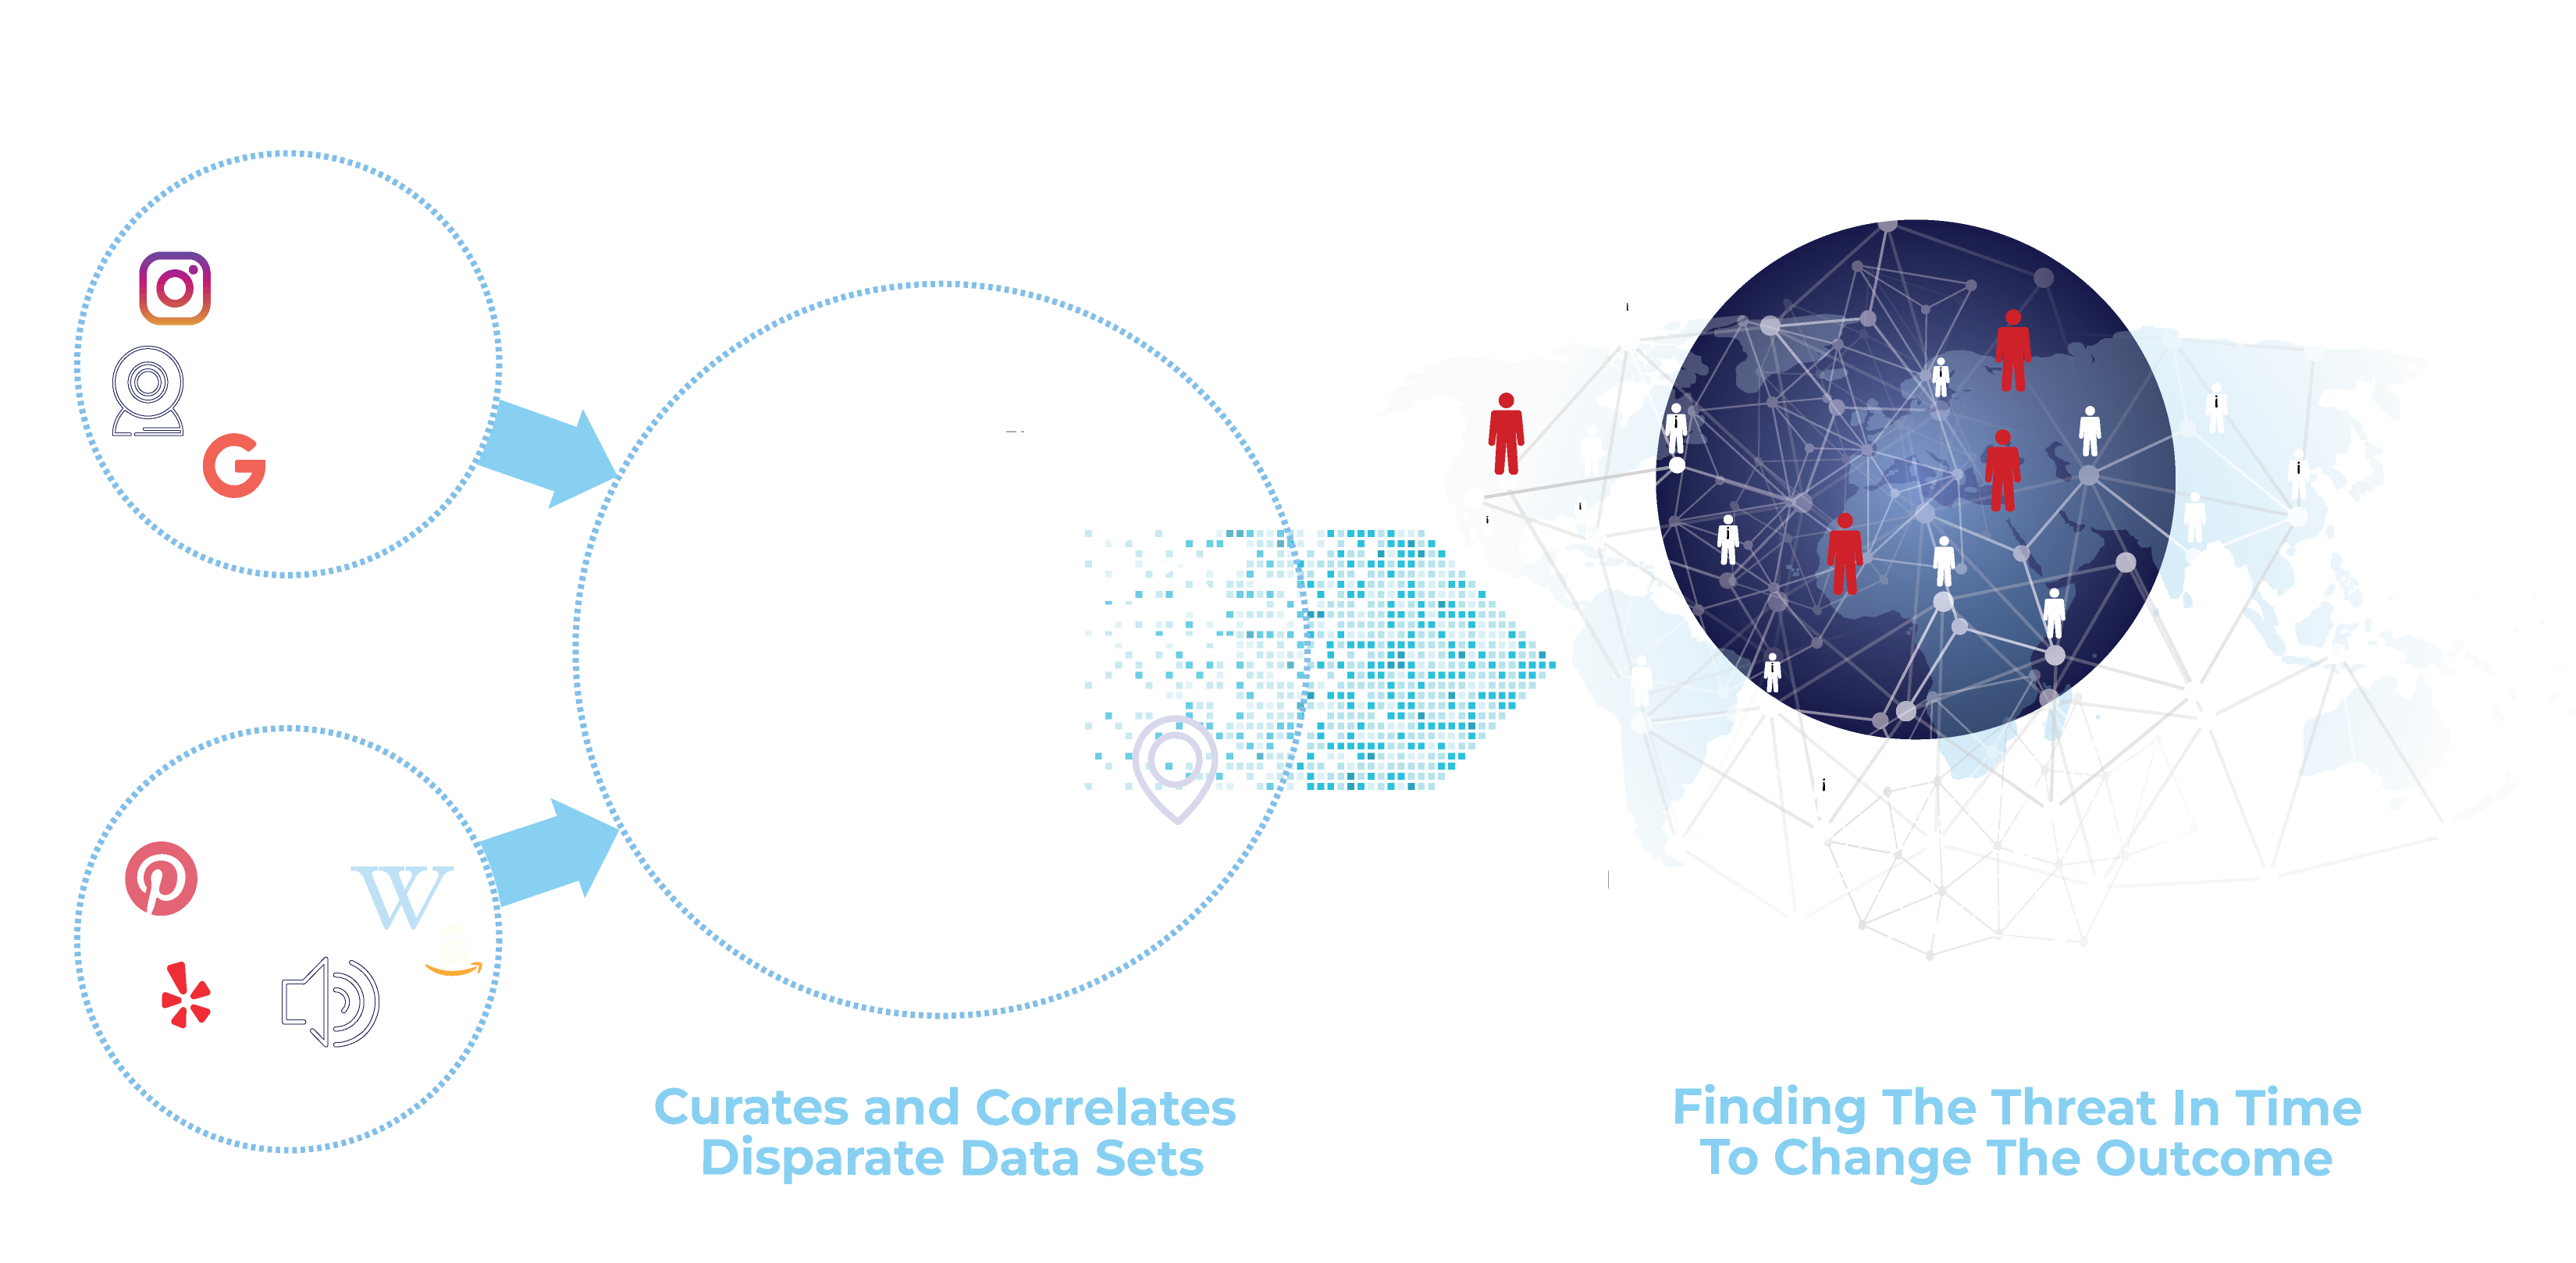 Curates and Correlates
Disparate Data Sets
Finding The Threat In Time
To Change The Outcome